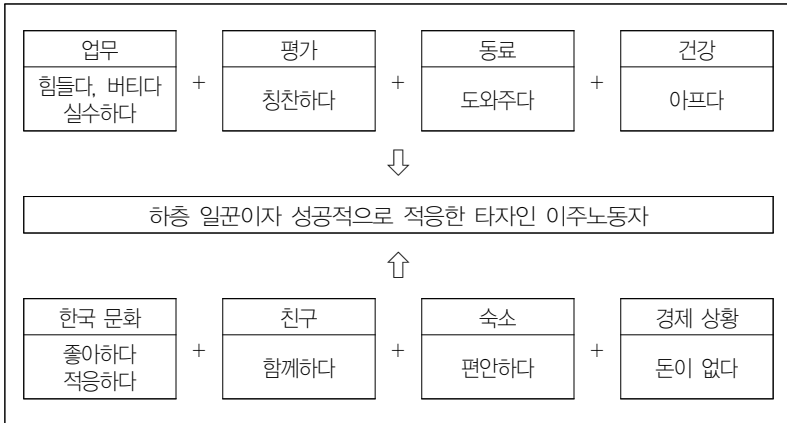 업무 평가 동료 건강
힘들다, 버티다
실수하다
+ 칭찬하다 + 도와주다 + 아프다
⇩
하층 일꾼이자 성공적으로 적응한 타자인 이주노동자
⇧
한국 문화 친구 숙소 경제 상황
좋아하다
적응하다
+ 함께하다 + 편안하다 + 돈이 없다